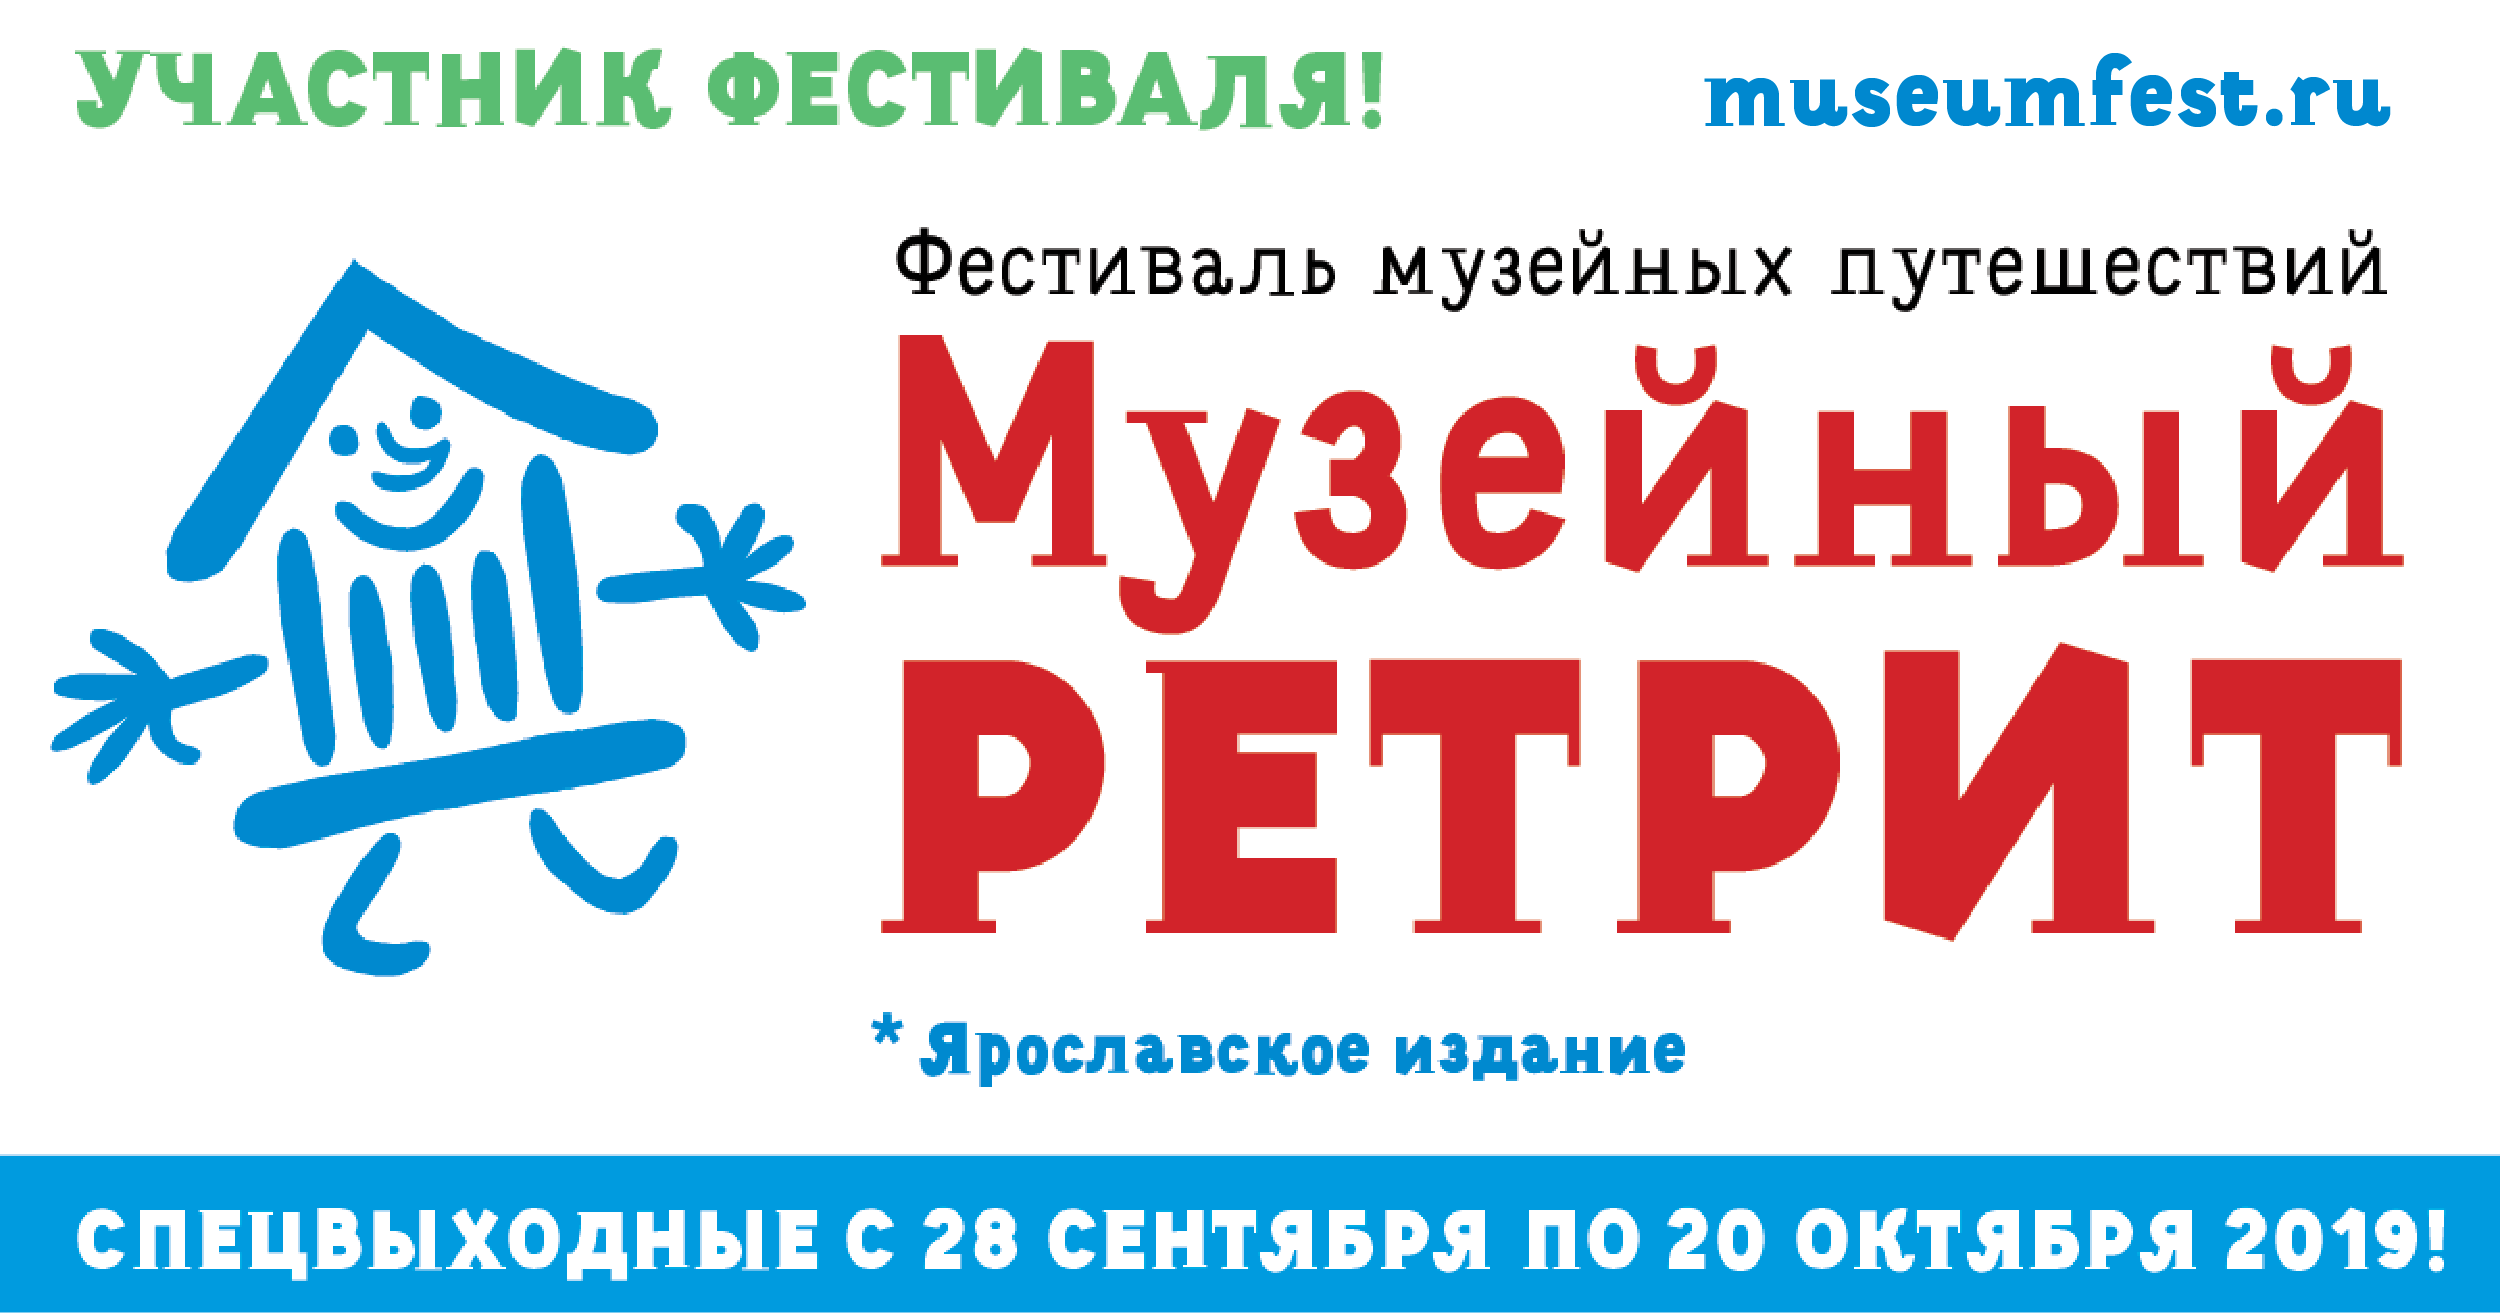 УЧАСТНИК ФЕСТИВАЛЯ!
museumfest.ru
Фестиваль музейных путешествий
Музейный
РЕТРИТ
* Ярославское издание
СПЕЦВЫХОДНЫЕ С 28 СЕНТЯБРЯ ПО 20 ОКТЯБРЯ 2019!